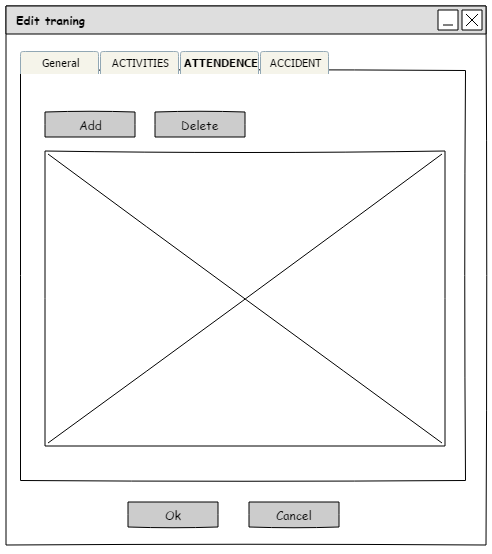 Edit traning
General ACTIVITIES ATTENDENCE ACCIDENT
Add Delete
Ok Cancel